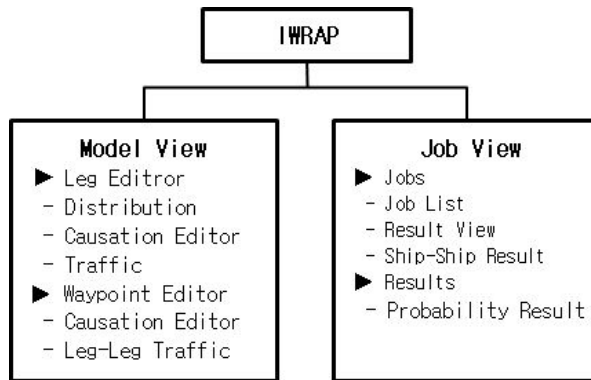 IWRAP
Model View
▶ Leg Editror
- Distribution
- Causation Editor
- Traffic
▶ Waypoint Editor
- Causation Editor
- Leg-Leg Traffic
Job View
▶ Jobs
- Job List
- Result View
- Ship-Ship Result
▶ Results
- Probability Result